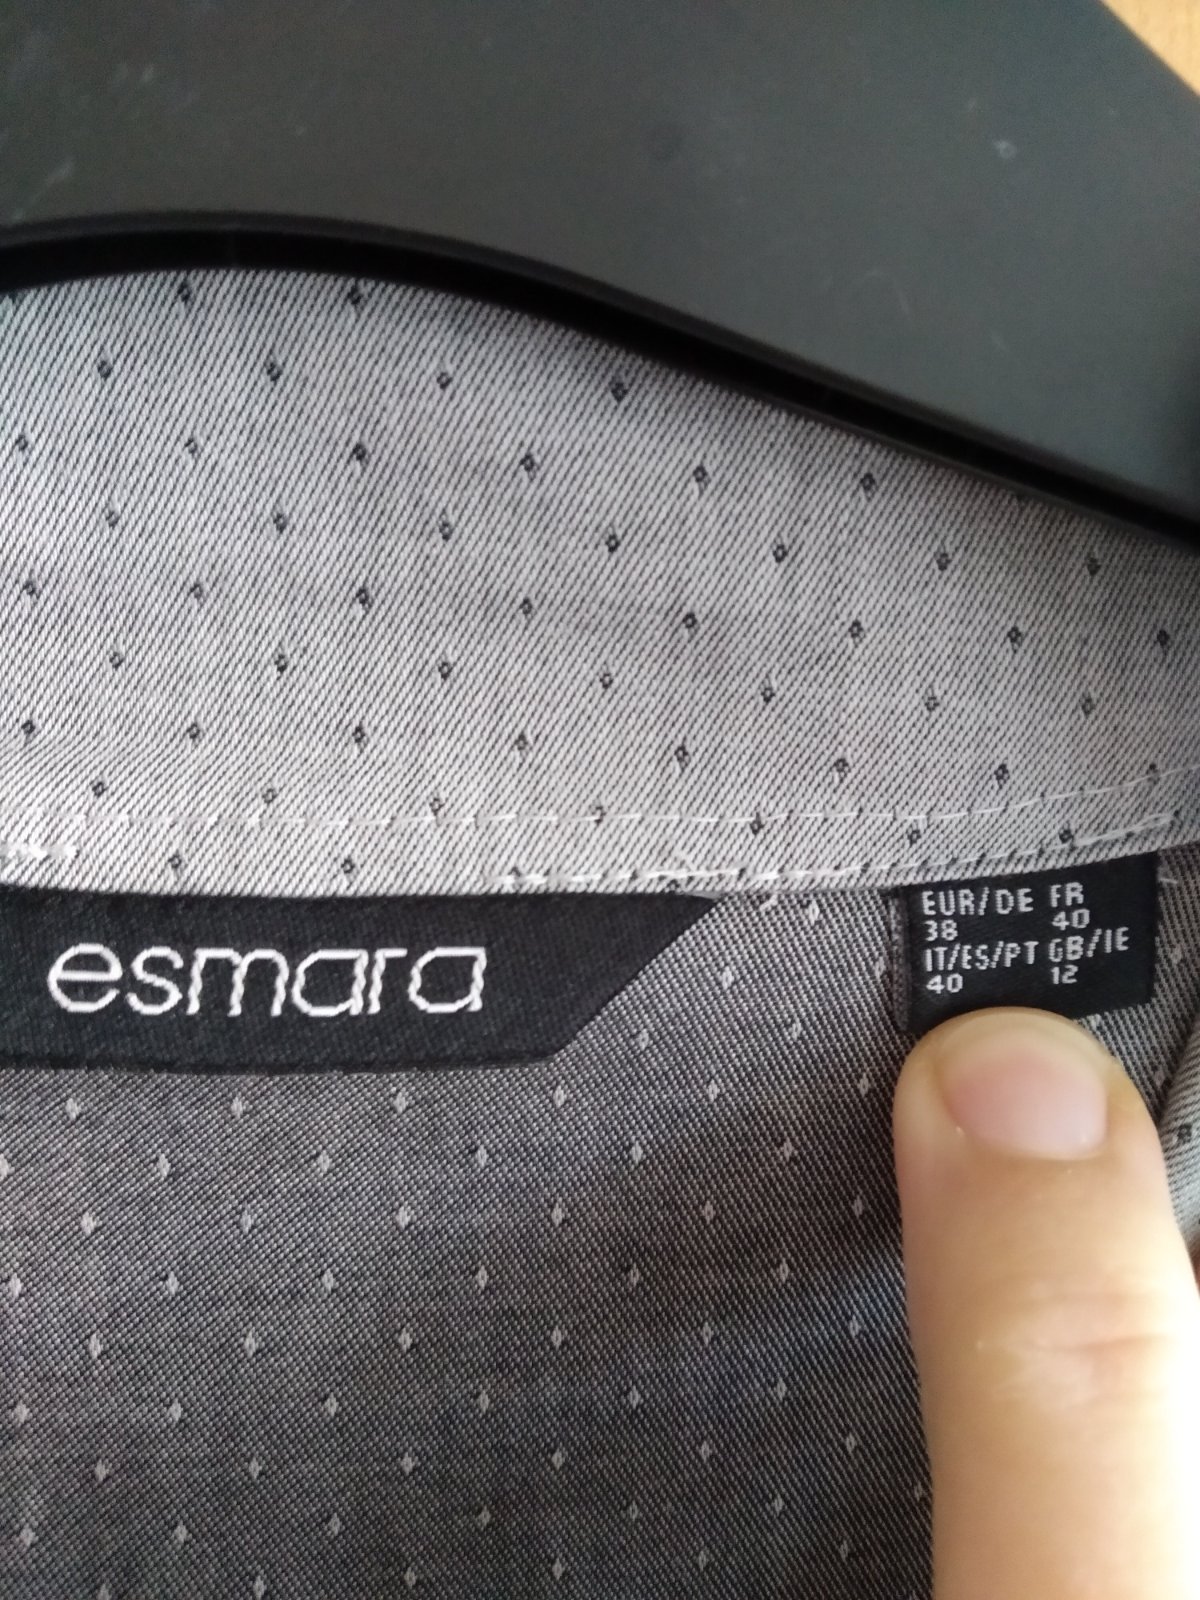 esmara
EUR/DE FR
38 40
IT/ES/PT GB/IE
40 12